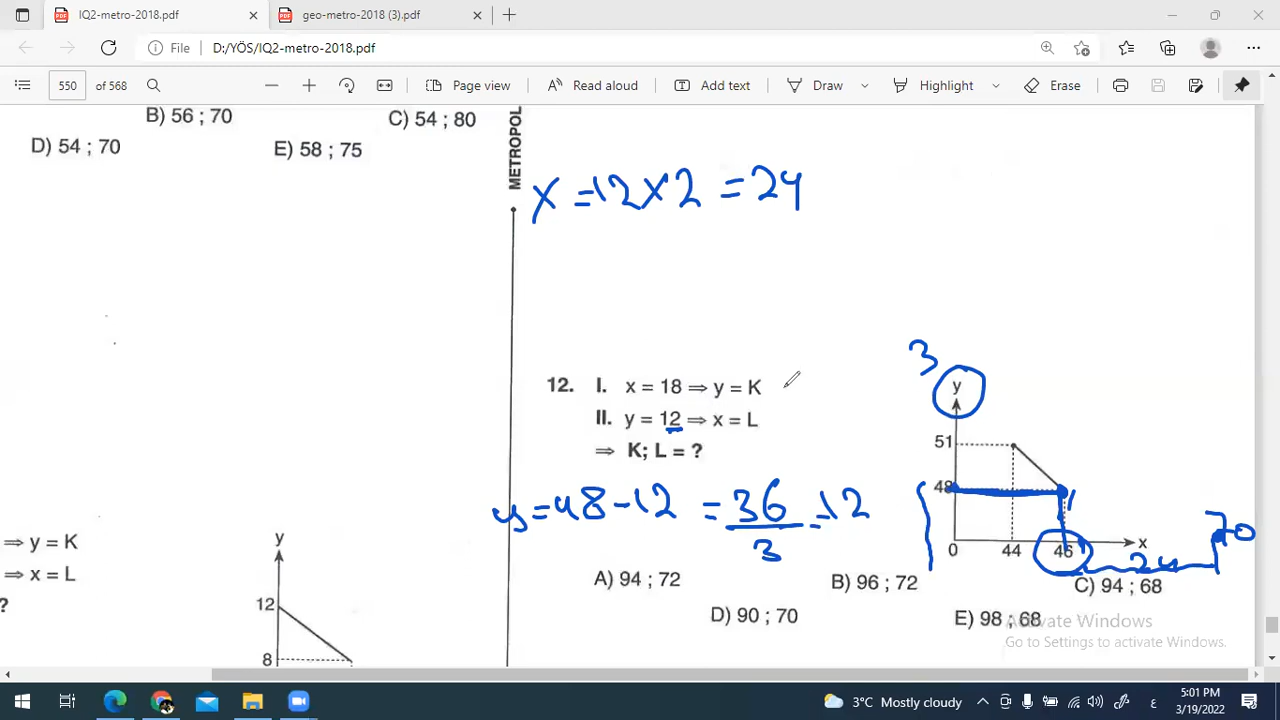 IQ2-metro-2018.pdf
geo-metro-2018 (3).pdf
File D:/YÖS/IQ2-metro-2018.pdf
550 of 568 Page view Read aloud Add text Draw Highlight Erase
B) 56 ; 70 C) 54 ; 80
D) 54 ; 70 E) 58 ; 75
METROPOL
x = 12 x 2 = 24
12. I. x = 18 ⇒ y = K
II. y = 12 ⇒ x = L
⇒ K; L = ?
3
y
51
48
0 44 46 x
24
70
y = 48 - 12 = 36/3 = 12
A) 94 ; 72 B) 96 ; 72 C) 94 ; 68
D) 90 ; 70 E) 98 ; 68
⇒ y = K
⇒ x = L
?
y
12
8
Activate Windows
Go to Settings to activate Windows.
3°C Mostly cloudy
ع
5:01 PM
3/19/2022